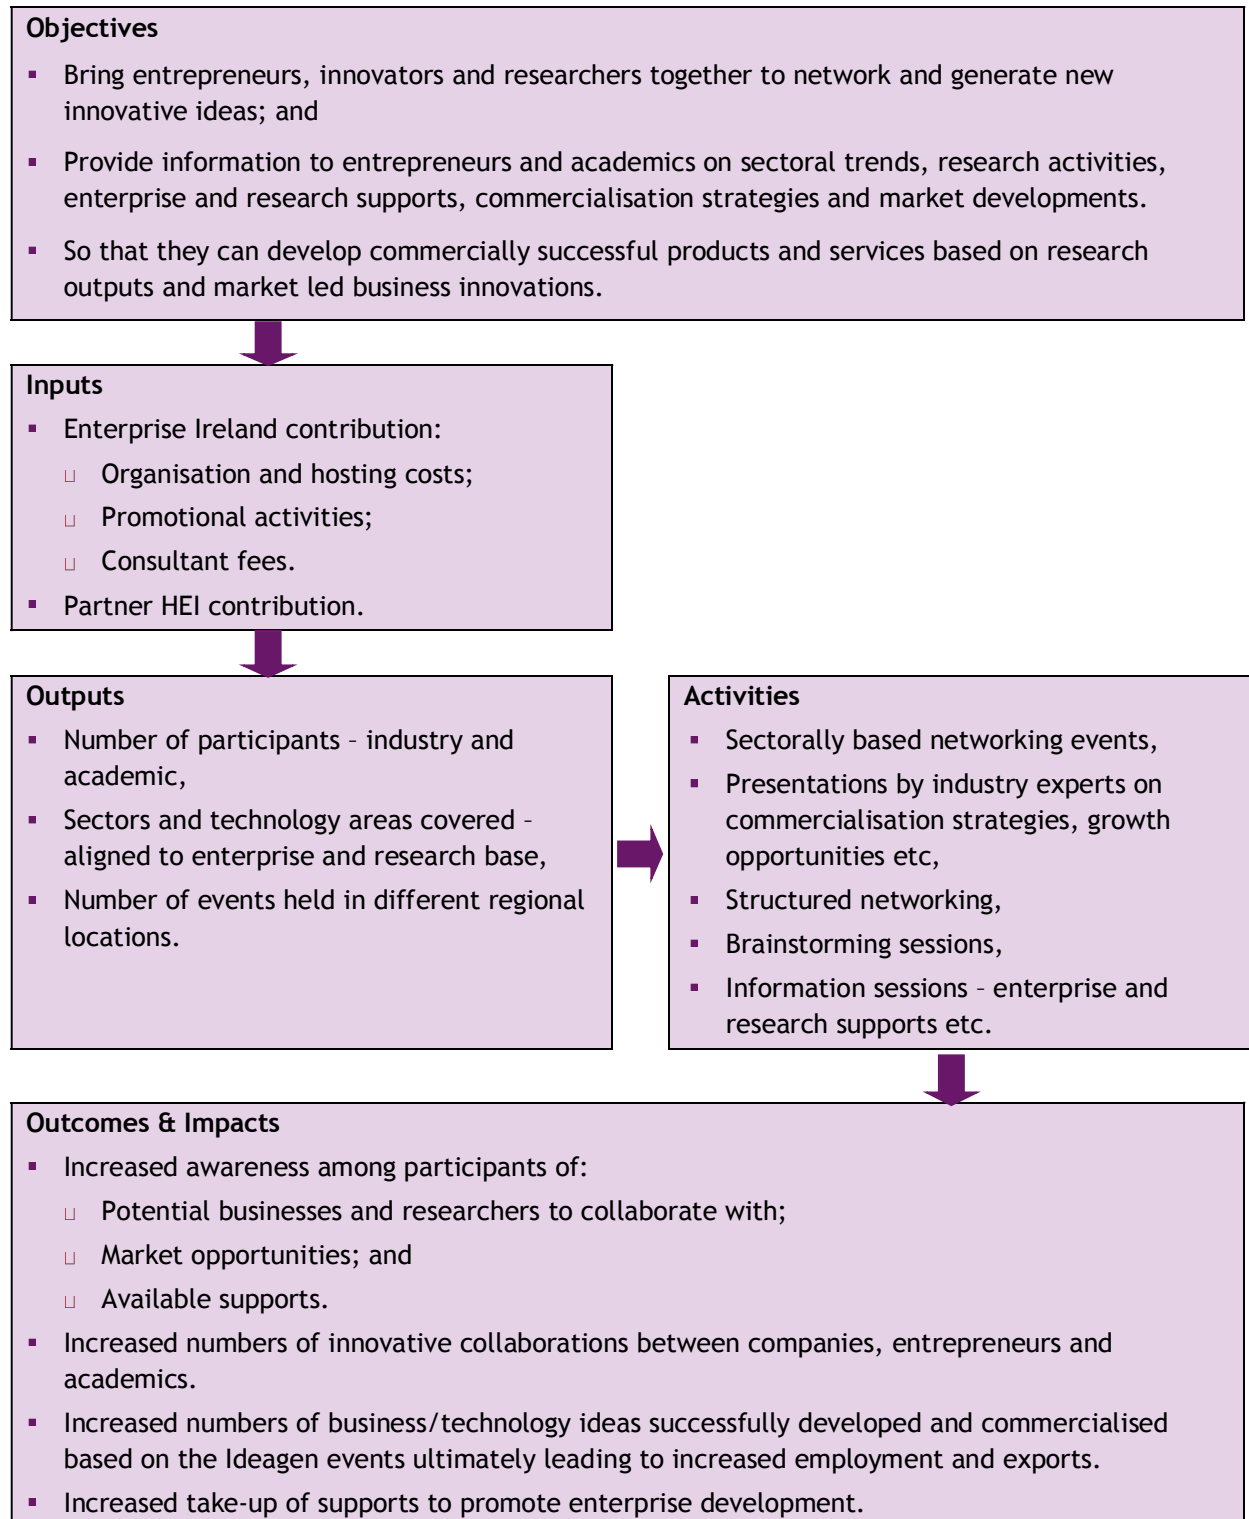 Objectives
▪ Bring entrepreneurs, innovators and researchers together to network and generate new
innovative ideas; and
▪ Provide information to entrepreneurs and academics on sectoral trends, research activities,
enterprise and research supports, commercialisation strategies and market developments.
▪ So that they can develop commercially successful products and services based on research
outputs and market led business innovations.
Inputs
▪ Enterprise Ireland contribution:
Organisation and hosting costs;
Promotional activities;
Consultant fees.
▪ Partner HEI contribution.
Outputs
▪ Number of participants – industry and
academic,
▪ Sectors and technology areas covered –
aligned to enterprise and research base,
▪ Number of events held in different regional
locations.
Activities
▪ Sectorally based networking events,
▪ Presentations by industry experts on
commercialisation strategies, growth
opportunities etc,
▪ Structured networking,
▪ Brainstorming sessions,
▪ Information sessions – enterprise and
research supports etc.
Outcomes & Impacts
▪ Increased awareness among participants of:
Potential businesses and researchers to collaborate with;
Market opportunities; and
Available supports.
▪ Increased numbers of innovative collaborations between companies, entrepreneurs and
academics.
▪ Increased numbers of business/technology ideas successfully developed and commercialised
based on the Ideagen events ultimately leading to increased employment and exports.
▪ Increased take-up of supports to promote enterprise development.